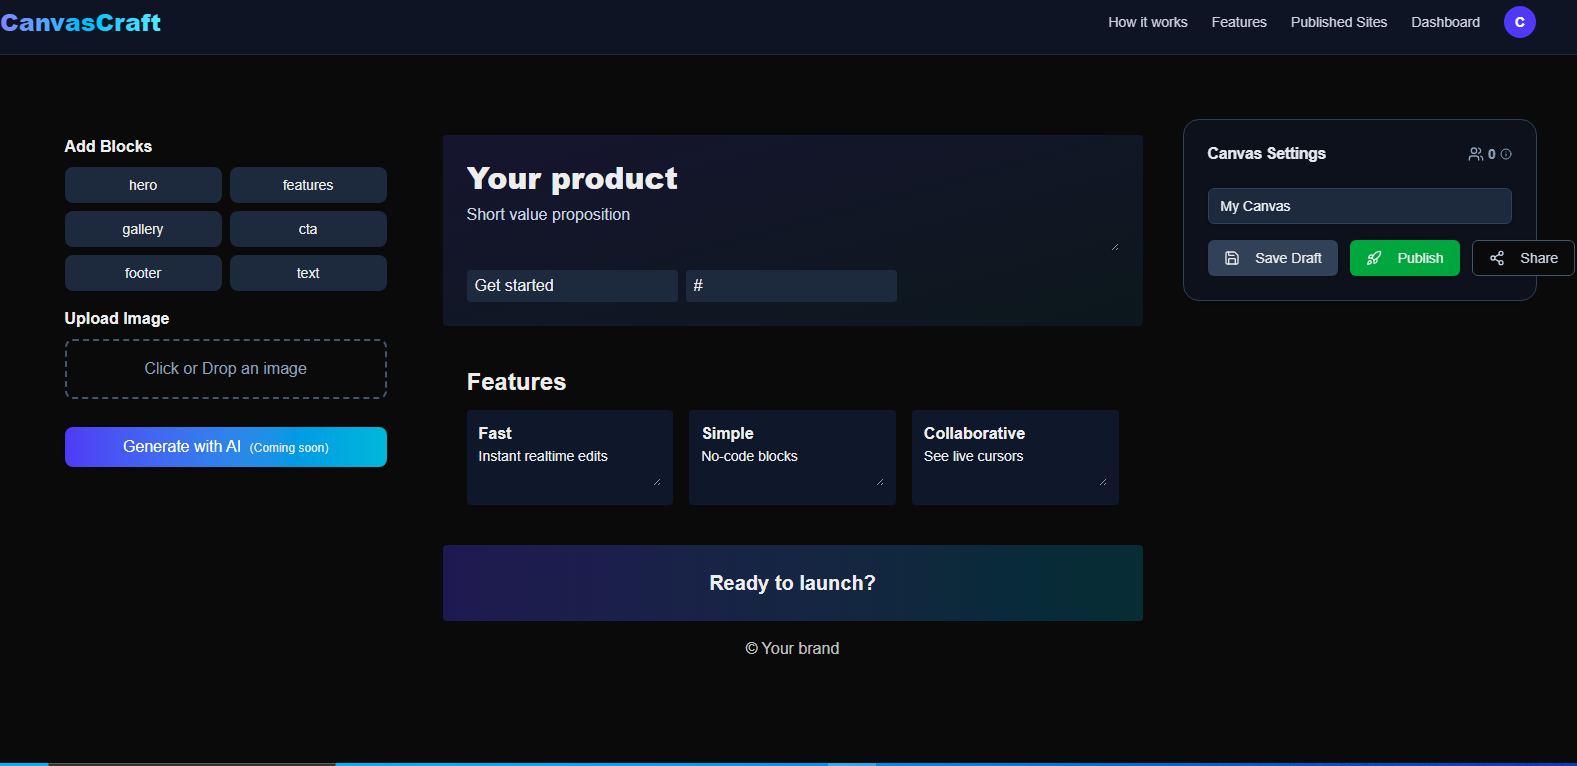 CanvasCraft
How it works Features Published Sites Dashboard C
Add Blocks
hero features
gallery cta
footer text
Upload Image
Click or Drop an image
Generate with AI (Coming soon)
Your product
Short value proposition
Get started #
Features
Fast Simple Collaborative
Instant realtime edits No-code blocks See live cursors
Ready to launch?
© Your brand
Canvas Settings 0
My Canvas
Save Draft Publish Share